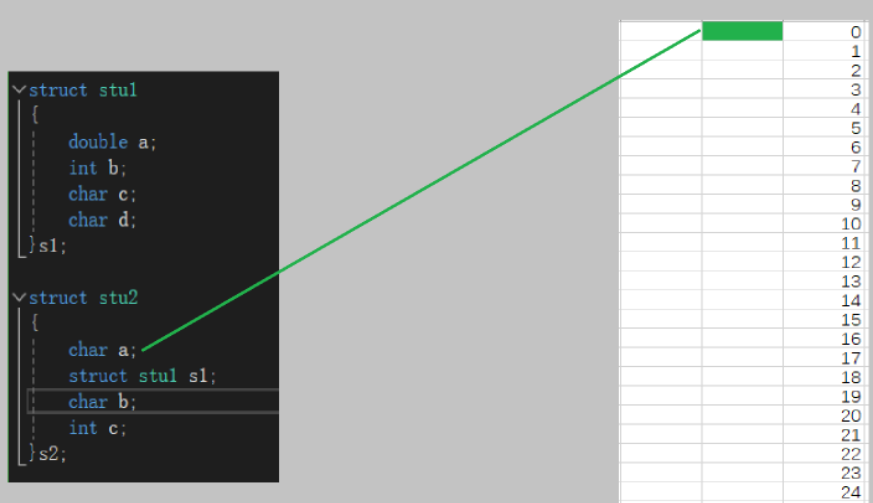 struct stu1
{
double a;
int b;
char c;
char d;
}s1;
struct stu2
{
char a;
struct stu1 s1;
char b;
int c;
}s2;
0
1
2
3
4
5
6
7
8
9
10
11
12
13
14
15
16
17
18
19
20
21
22
23
24